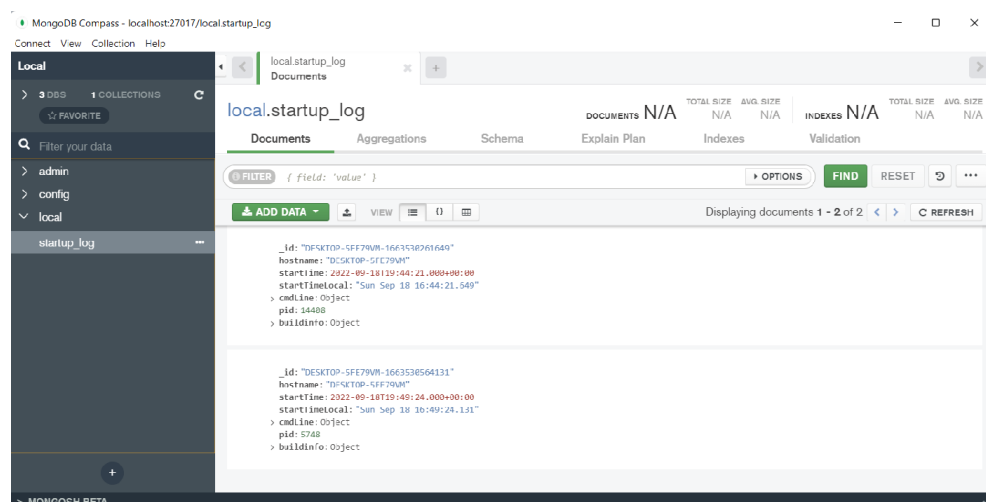 MongoDB Compass - localhost:27017/local.startup_log
Connect View Collection Help
Local
3 DBS 1 COLLECTIONS
FAVORITE
Filter your data
admin
config
local
startup_log
local.startup_log
Documents
local.startup_log
DOCUMENTS N/A
TOTAL SIZE AVG. SIZE
N/A N/A
INDEXES N/A
TOTAL SIZE AVG. SIZE
N/A N/A
Documents Aggregations Schema Explain Plan Indexes Validation
FILTER { field: 'value' }
OPTIONS FIND RESET
ADD DATA VIEW {} Displaying documents 1 - 2 of 2 REFRESH
_id: "DESKTOP-SFE79VM-1663530261649"
hostname: "DESKTOP-SFE79VM"
startTime: 2022-09-18T19:44:21.000+00:00
startTimeLocal: "Sun Sep 18 16:44:21.649"
cmdLine: Object
pid: 14408
buildinfo: Object
_id: "DESKTOP-SFE79VM-1663530564131"
hostname: "DESKTOP-SFE79VM"
startTime: 2022-09-18T19:49:24.000+00:00
startTimeLocal: "Sun Sep 18 16:49:24.131"
cmdLine: Object
pid: 5748
buildinfo: Object
MONGOSH BETA